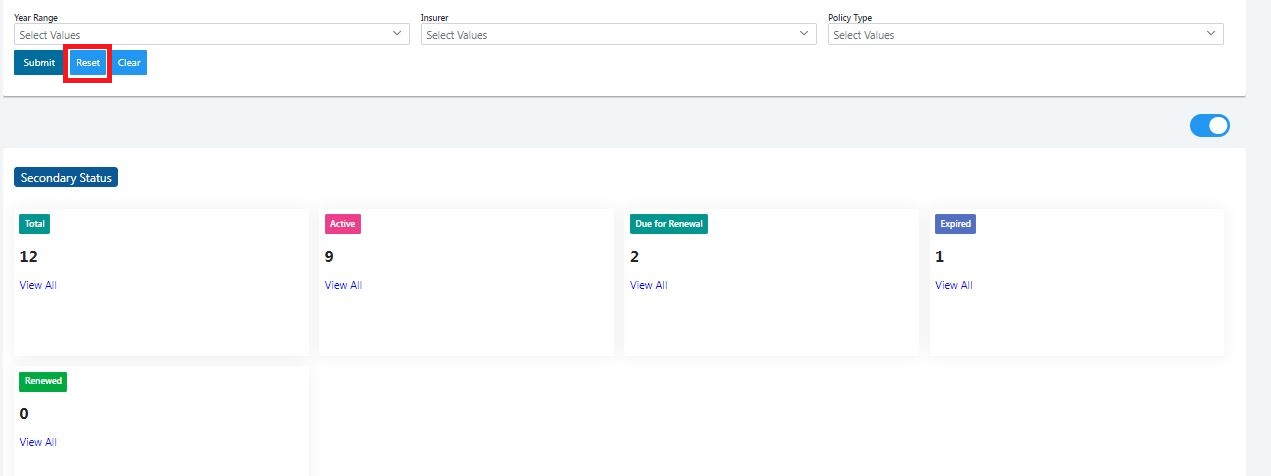 Year Range Insurer Policy Type
Select Values Select Values Select Values
Submit Reset Clear
Secondary Status
Total Active Due for Renewal Expired
12 9 2 1
View All View All View All View All
Renewed
0
View All